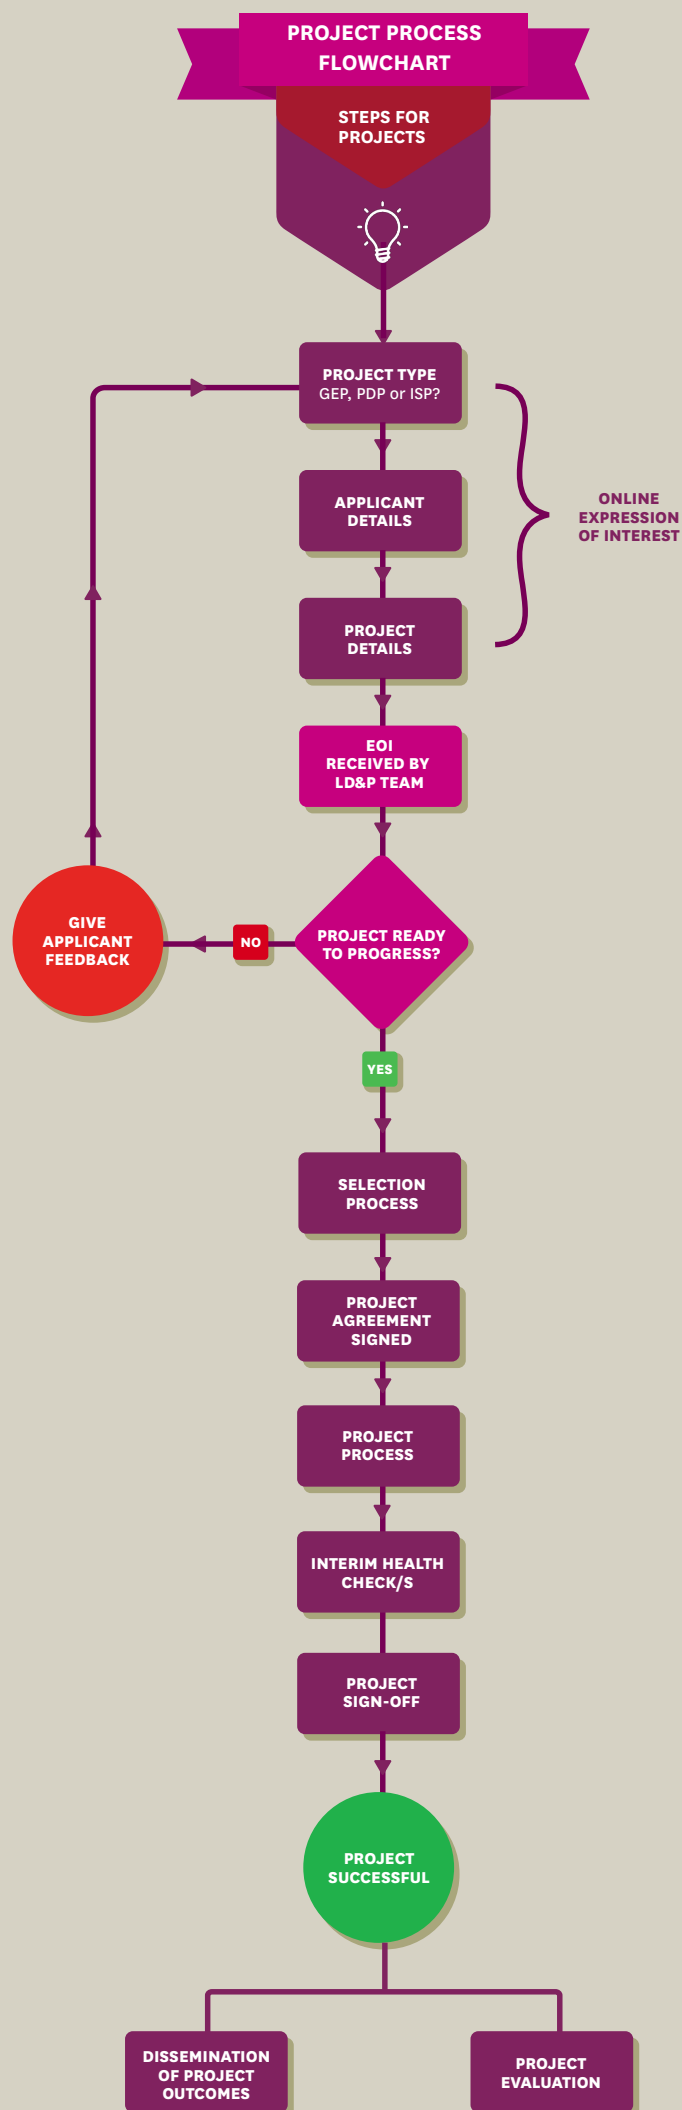 PROJECT PROCESS
FLOWCHART
STEPS FOR
PROJECTS
PROJECT TYPE
GEP, PDP or ISP?
APPLICANT
DETAILS
ONLINE
EXPRESSION
OF INTEREST
PROJECT
DETAILS
EOI
RECEIVED BY
LD&P TEAM
GIVE
APPLICANT
FEEDBACK
NO
PROJECT READY
TO PROGRESS?
YES
SELECTION
PROCESS
PROJECT
AGREEMENT
SIGNED
PROJECT
PROCESS
INTERIM HEALTH
CHECK/S
PROJECT
SIGN-OFF
PROJECT
SUCCESSFUL
DISSEMINATION
OF PROJECT
OUTCOMES
PROJECT
EVALUATION